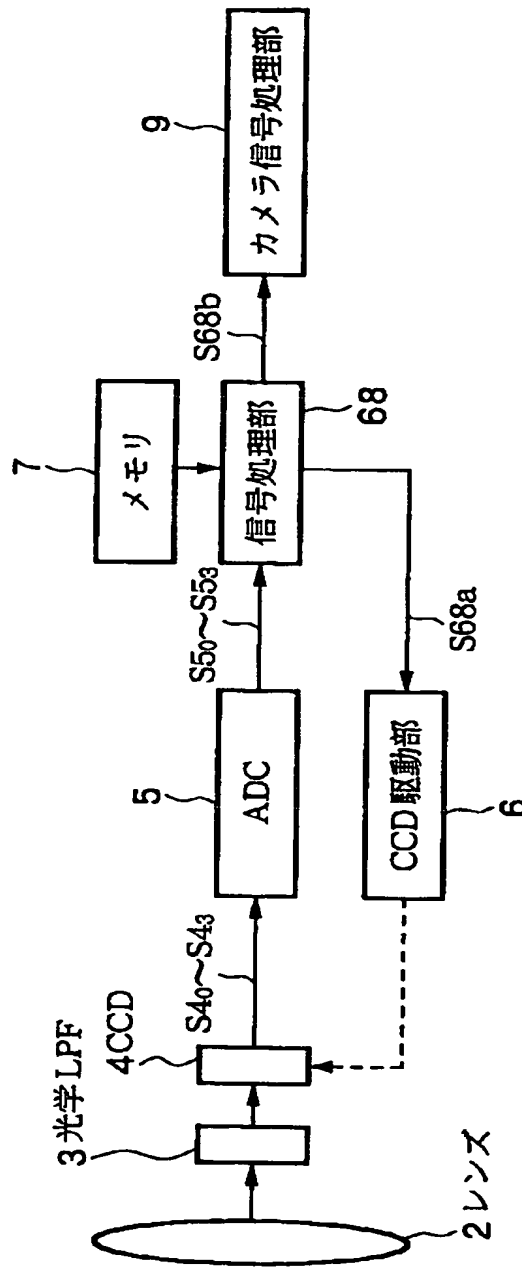 2レンズ
3光学LPF
4CCD
S4₀〜S4₃
5
ADC
S5₀〜S5₃
7
メモリ
信号処理部
68
S68b
9
カメラ信号処理部
S68a
CCD駆動部
6